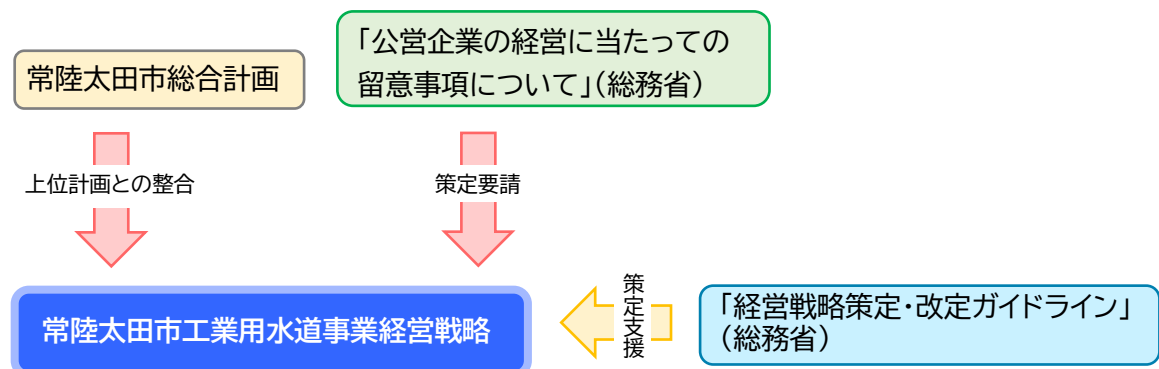 「公営企業の経営に当たっての
留意事項について」(総務省)
常陸太田市総合計画
上位計画との整合
策定要請
常陸太田市工業用水道事業経営戦略
策定支援
「経営戦略策定・改定ガイドライン」
(総務省)